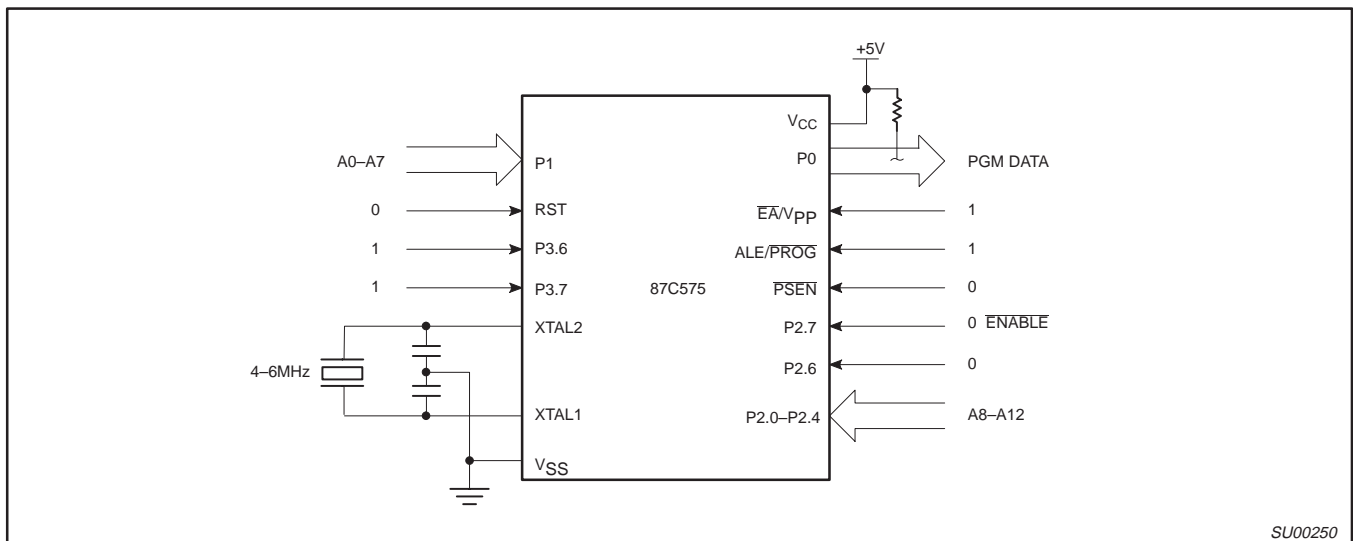 +5V
VCC
A0–A7
P1
P0
PGM DATA
0
RST
EA/VPP
1
1
P3.6
ALE/PROG
1
1
P3.7
87C575
PSEN
0
XTAL2
P2.7
0 ENABLE
4–6MHz
P2.6
0
XTAL1
P2.0–P2.4
A8–A12
VSS
SU00250